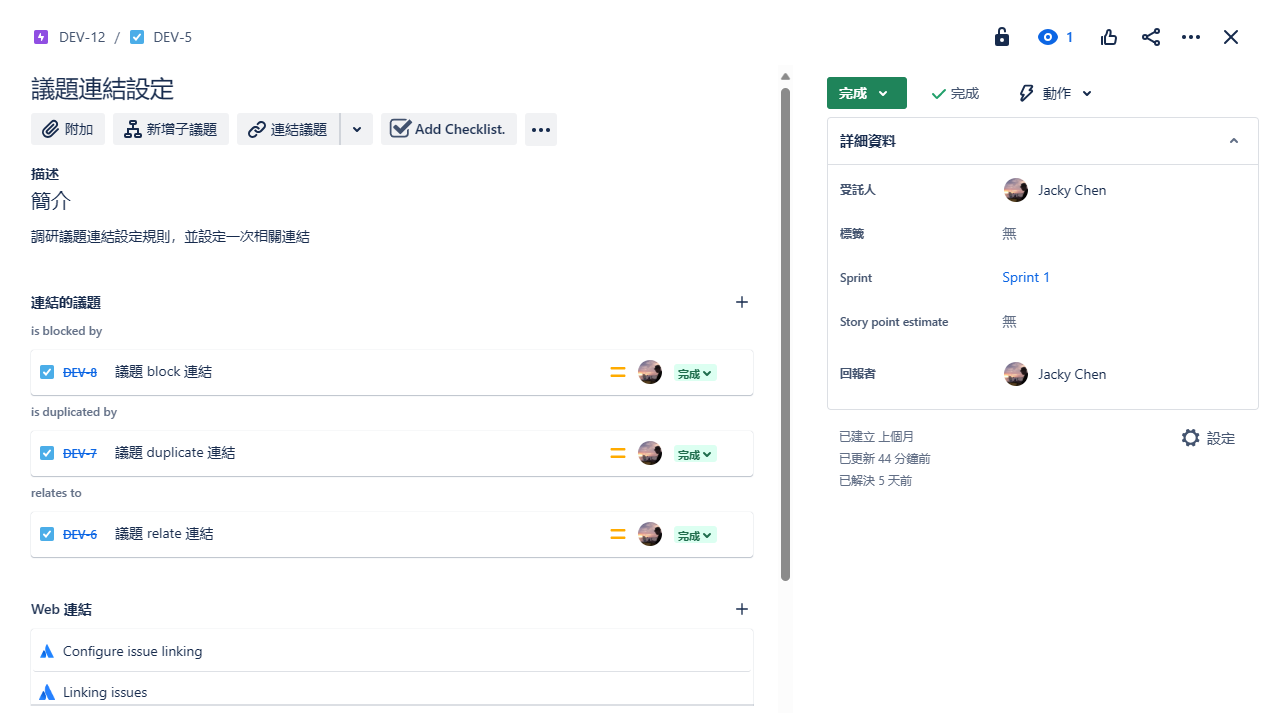 DEV-12 / DEV-5
1
議題連結設定
附加 新增子議題 連結議題 Add Checklist.
描述
簡介
調研議題連結設定規則，並設定一次相關連結
連結的議題
is blocked by
DEV-8 議題 block 連結 完成
is duplicated by
DEV-7 議題 duplicate 連結 完成
relates to
DEV-6 議題 relate 連結 完成
Web 連結
Configure issue linking
Linking issues
完成 完成 動作
詳細資料
受託人 Jacky Chen
標籤 無
Sprint Sprint 1
Story point estimate 無
回報者 Jacky Chen
已建立 上個月
設定
已更新 44 分鐘前
已解決 5 天前